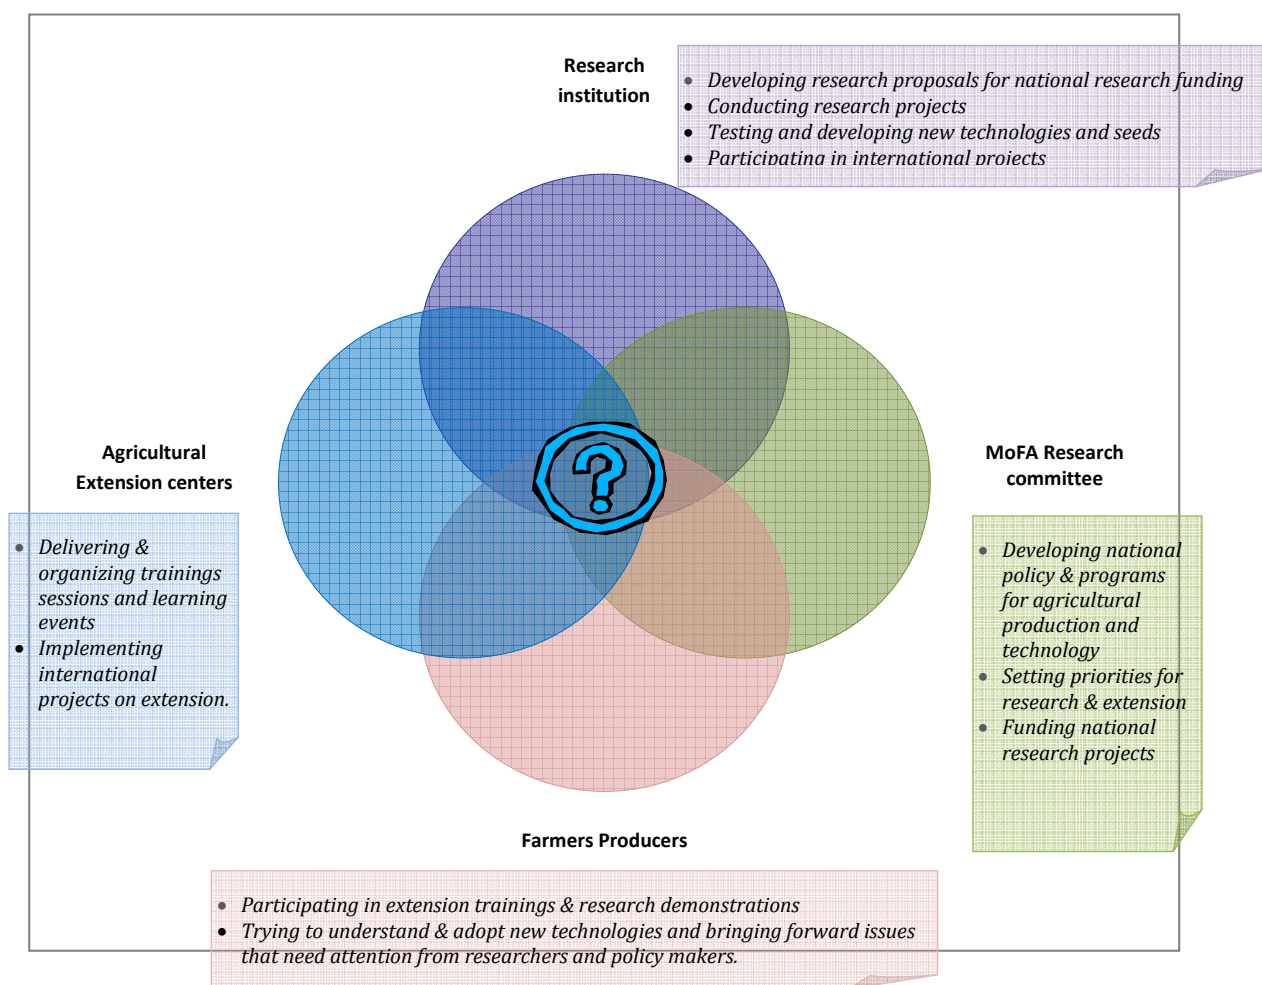 Research
institution
• Developing research proposals for national research funding
• Conducting research projects
• Testing and developing new technologies and seeds
• Participating in international projects
?
Agricultural
Extension centers
• Delivering &
organizing trainings
sessions and learning
events
• Implementing
international
projects on extension.
MoFA Research
committee
• Developing national
policy & programs
for agricultural
production and
technology
• Setting priorities for
research & extension
• Funding national
research projects
Farmers Producers
• Participating in extension trainings & research demonstrations
• Trying to understand & adopt new technologies and bringing forward issues
that need attention from researchers and policy makers.